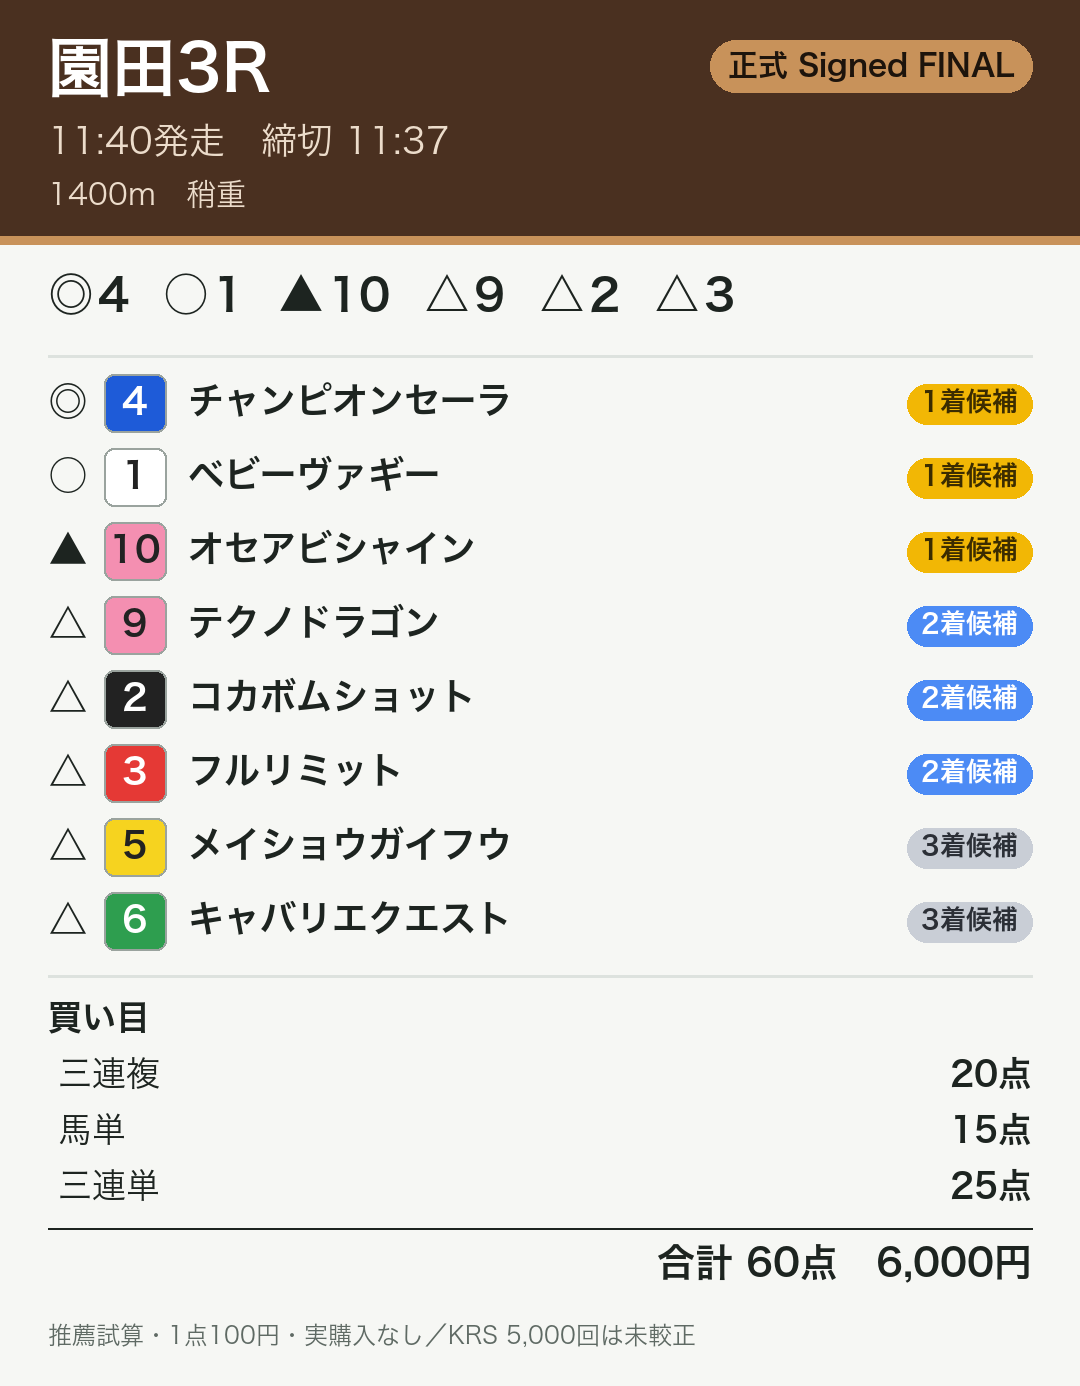 園田3R
正式 Signed FINAL
11:40発走　締切 11:37
1400m　稍重
◎4 ○1 ▲10 △9 △2 △3
◎ 4 チャンピオンセーラ 1着候補
○ 1 ベビーヴァギー 1着候補
▲ 10 オセアビシャイン 1着候補
△ 9 テクノドラゴン 2着候補
△ 2 コカボムショット 2着候補
△ 3 フルリミット 2着候補
△ 5 メイショウガイフウ 3着候補
△ 6 キャバリエクエスト 3着候補
買い目
三連複 20点
馬単 15点
三連単 25点
合計 60点　6,000円
推薦試算・1点100円・実購入なし／KRS 5,000回は未較正